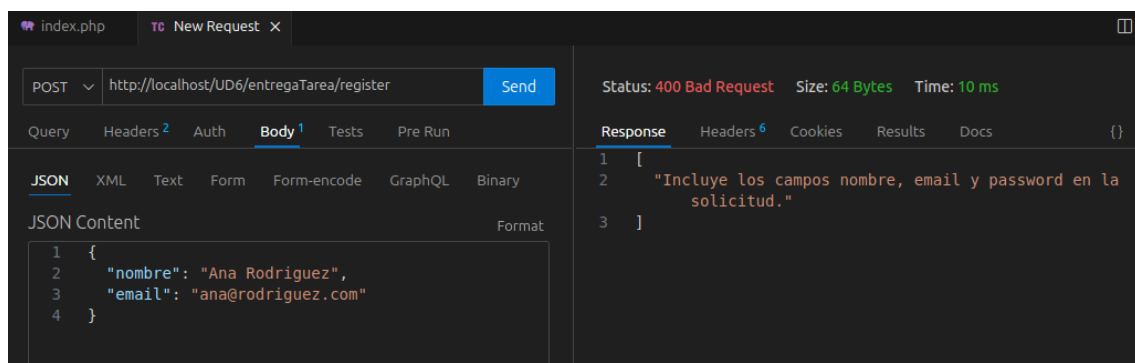 index.php
TC New Request ×
POST http://localhost/UD6/entregaTarea/register Send
Query Headers 2 Auth Body 1 Tests Pre Run
JSON XML Text Form Form-encode GraphQL Binary
JSON Content Format
1 {
2 "nombre": "Ana Rodriguez",
3 "email": "ana@rodriguez.com"
4 }
Status: 400 Bad Request Size: 64 Bytes Time: 10 ms
Response Headers 6 Cookies Results Docs {}
1 [
2 "Incluye los campos nombre, email y password en la
solicitud."
3 ]